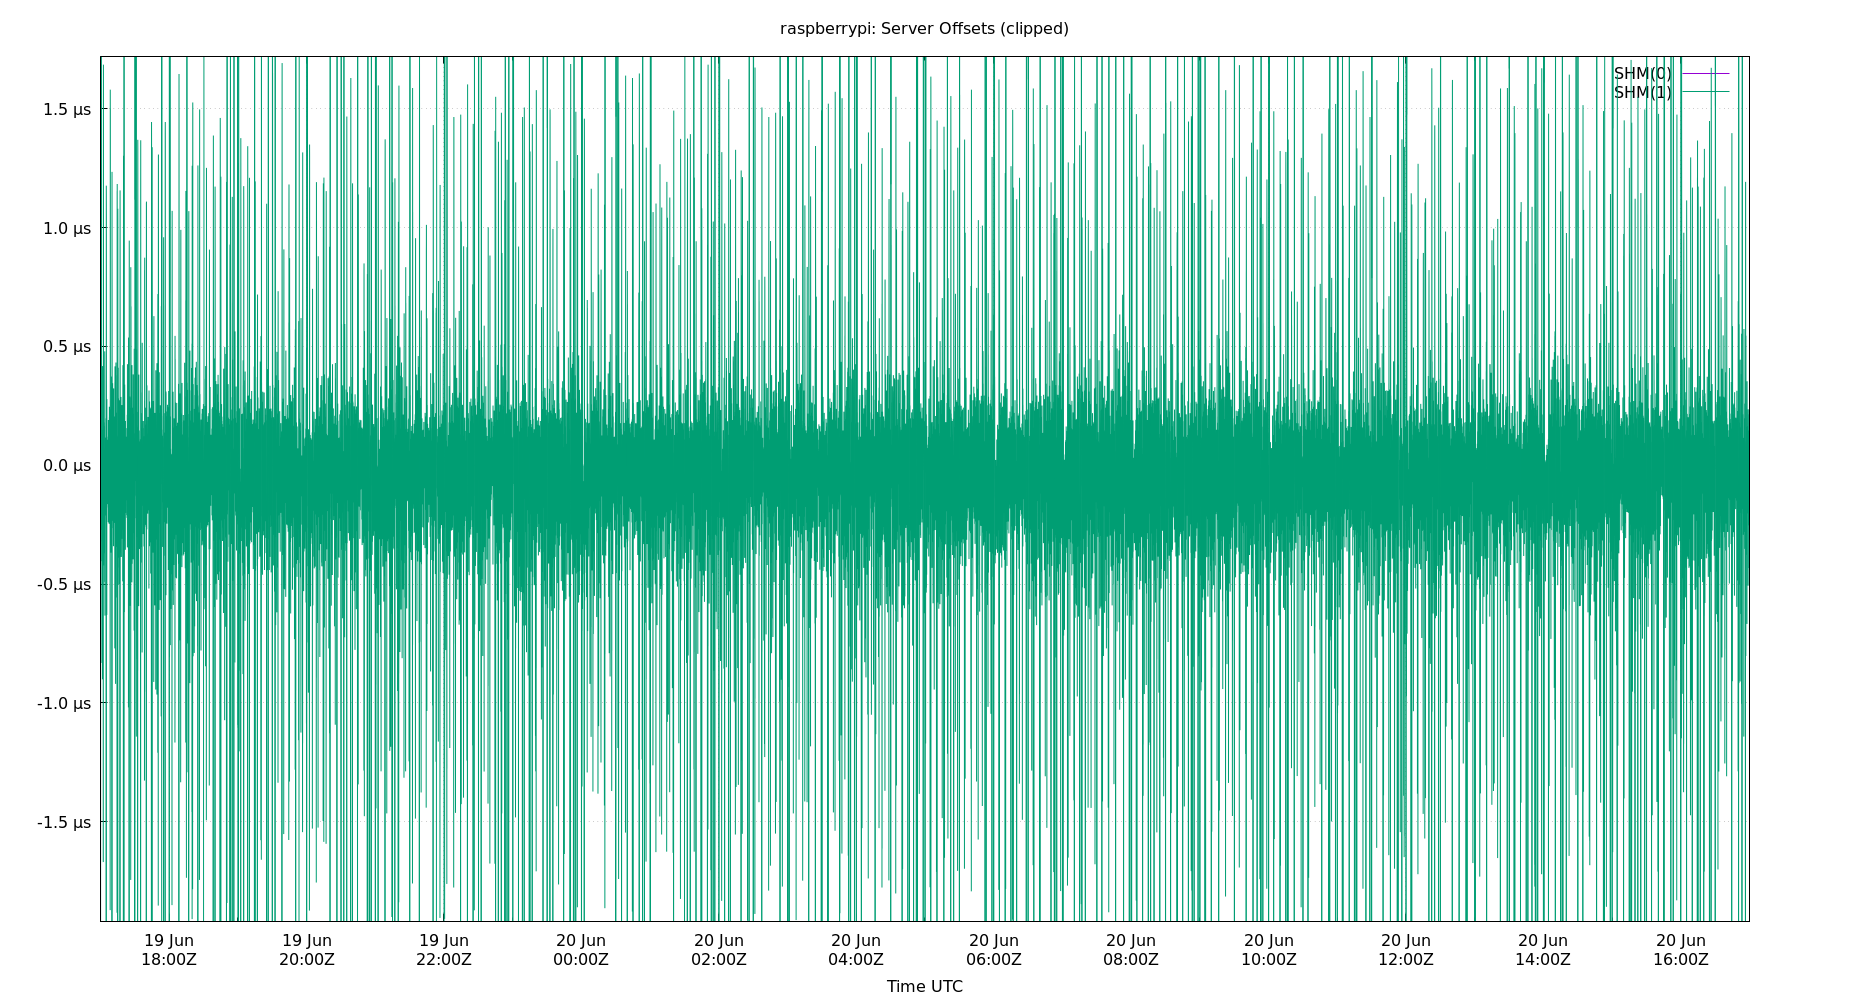 raspberrypi: Server Offsets (clipped)
SHM(0)
SHM(1)
1.5 µs
1.0 µs
0.5 µs
0.0 µs
-0.5 µs
-1.0 µs
-1.5 µs
19 Jun 19 Jun 19 Jun 20 Jun 20 Jun 20 Jun 20 Jun 20 Jun 20 Jun 20 Jun 20 Jun 20 Jun
18:00Z 20:00Z 22:00Z 00:00Z 02:00Z 04:00Z 06:00Z 08:00Z 10:00Z 12:00Z 14:00Z 16:00Z
Time UTC